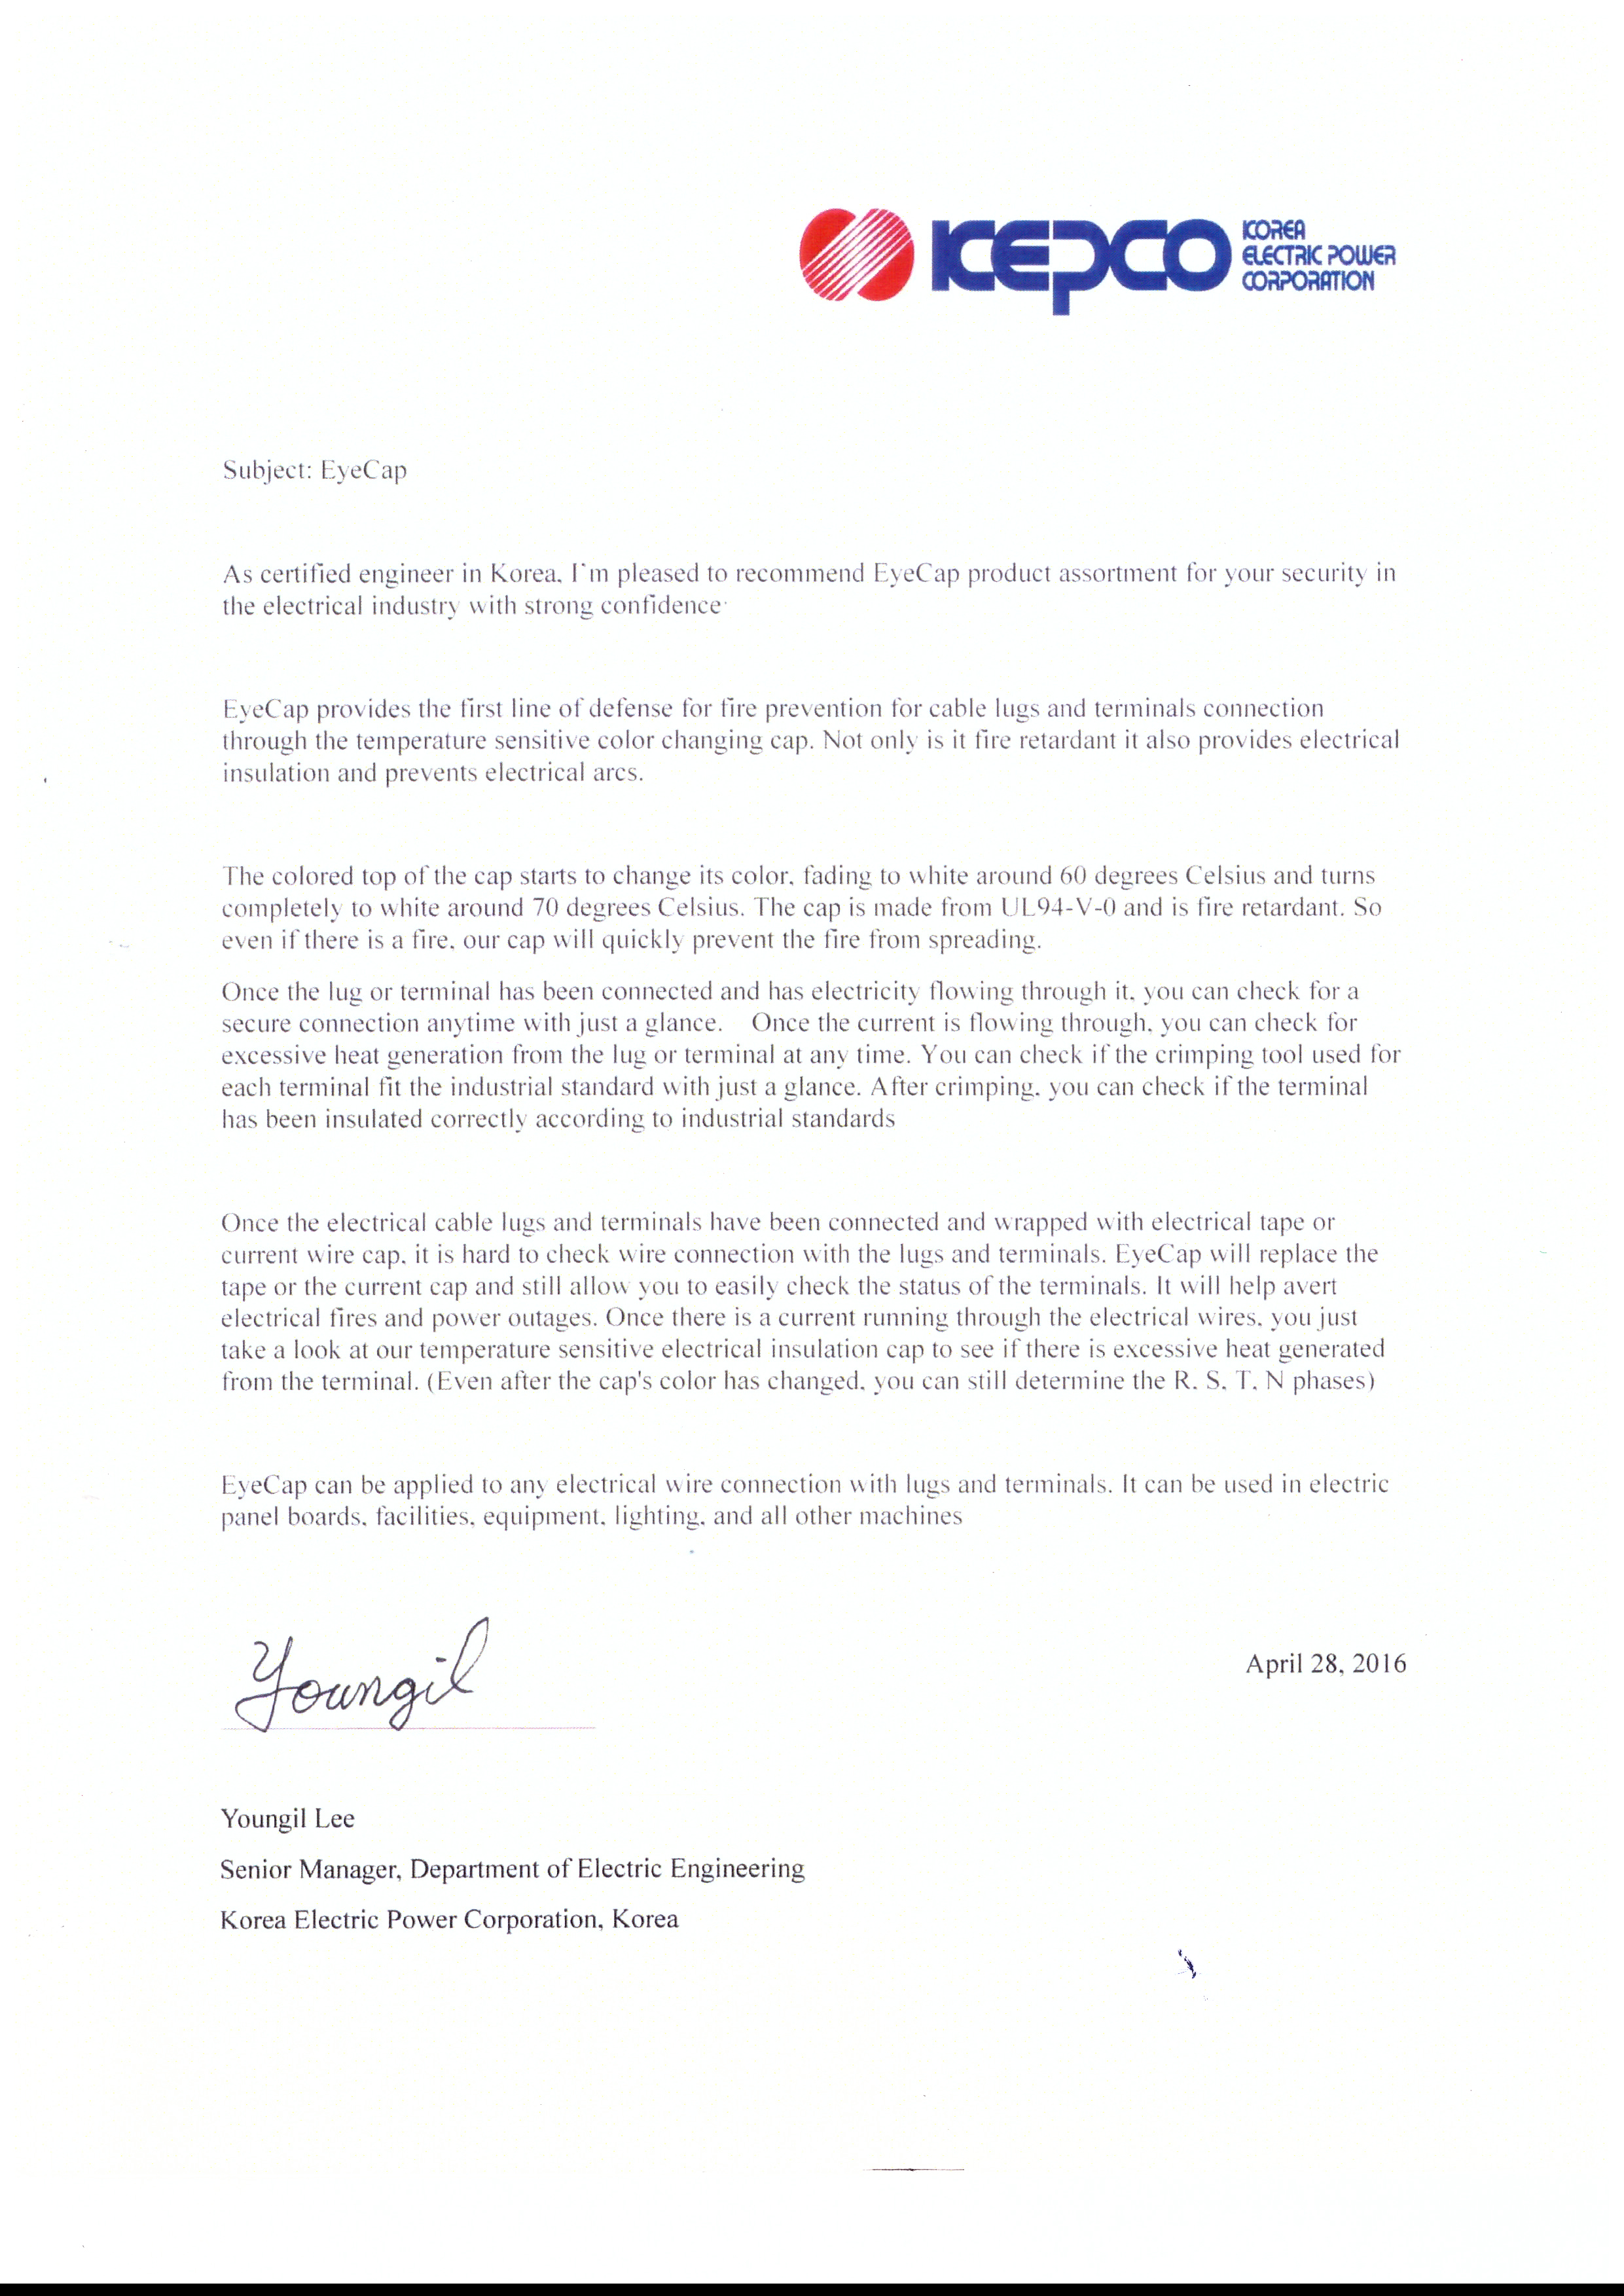 KEPCO
KOREA
ELECTRIC POWER
CORPORATION
Subject: EyeCap
As certified engineer in Korea, I'm pleased to recommend EyeCap product assortment for your security in
the electrical industry with strong confidence
EyeCap provides the first line of defense for fire prevention for cable lugs and terminals connection
through the temperature sensitive color changing cap. Not only is it fire retardant it also provides electrical
insulation and prevents electrical arcs.
The colored top of the cap starts to change its color, fading to white around 60 degrees Celsius and turns
completely to white around 70 degrees Celsius. The cap is made from UL94-V-0 and is fire retardant. So
even if there is a fire, our cap will quickly prevent the fire from spreading.
Once the lug or terminal has been connected and has electricity flowing through it, you can check for a
secure connection anytime with just a glance. Once the current is flowing through, you can check for
excessive heat generation from the lug or terminal at any time. You can check if the crimping tool used for
each terminal fit the industrial standard with just a glance. After crimping, you can check if the terminal
has been insulated correctly according to industrial standards
Once the electrical cable lugs and terminals have been connected and wrapped with electrical tape or
current wire cap, it is hard to check wire connection with the lugs and terminals. EyeCap will replace the
tape or the current cap and still allow you to easily check the status of the terminals. It will help avert
electrical fires and power outages. Once there is a current running through the electrical wires, you just
take a look at our temperature sensitive electrical insulation cap to see if there is excessive heat generated
from the terminal. (Even after the cap's color has changed, you can still determine the R, S, T, N phases)
EyeCap can be applied to any electrical wire connection with lugs and terminals. It can be used in electric
panel boards, facilities, equipment, lighting, and all other machines
Youngil
April 28, 2016
Youngil Lee
Senior Manager, Department of Electric Engineering
Korea Electric Power Corporation, Korea